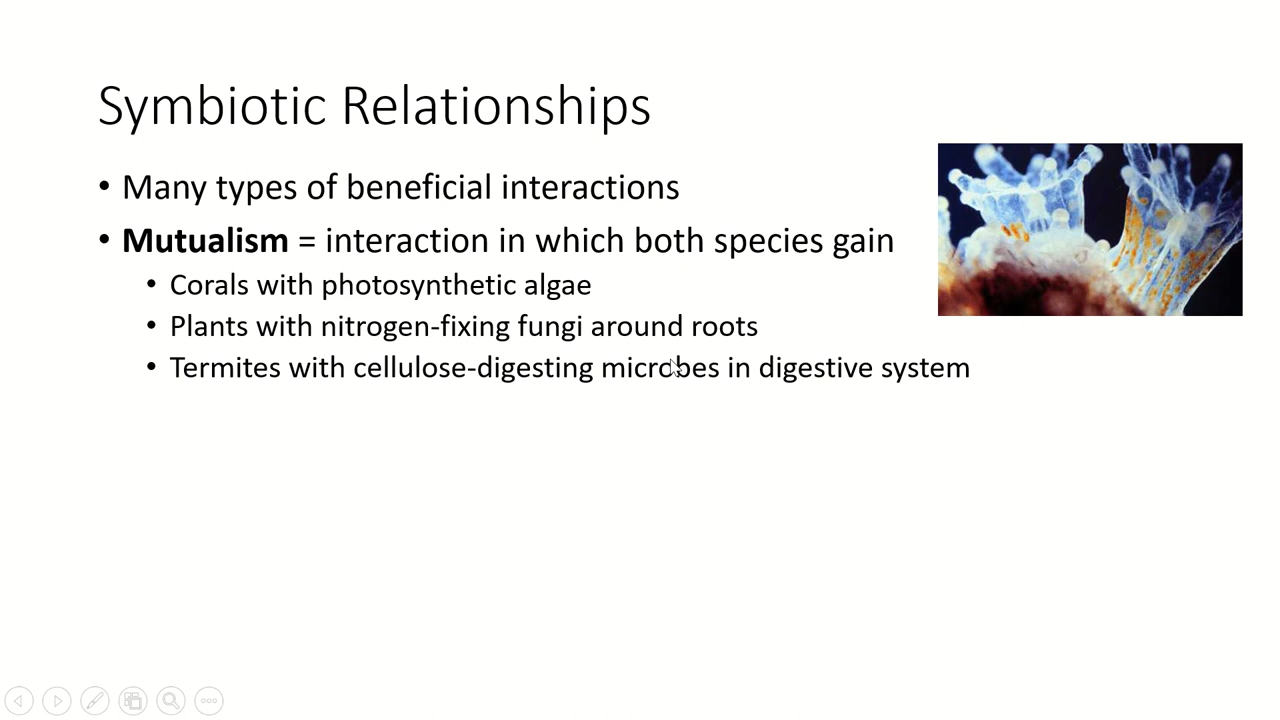 Symbiotic Relationships
• Many types of beneficial interactions
• Mutualism = interaction in which both species gain
• Corals with photosynthetic algae
• Plants with nitrogen-fixing fungi around roots
• Termites with cellulose-digesting microbes in digestive system